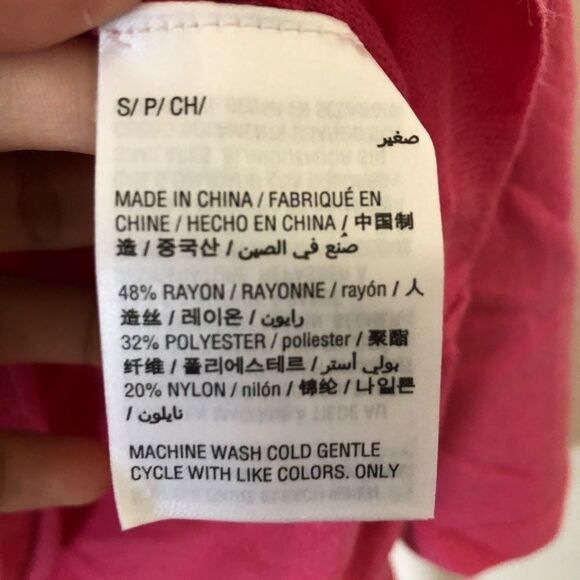 S/ P/ CH/
صغير
MADE IN CHINA / FABRIQUÉ EN
CHINE / HECHO EN CHINA / 中国制
造 / 중국산 / صُنع في الصين
48% RAYON / RAYONNE / rayón / 人
造丝 / 레이온 / رايون
32% POLYESTER / poliester / 聚酯
纤维 / 폴리에스테르 / بولي أستر
20% NYLON / nilón / 锦纶 / 나일론
/ نايلون
MACHINE WASH COLD GENTLE
CYCLE WITH LIKE COLORS. ONLY